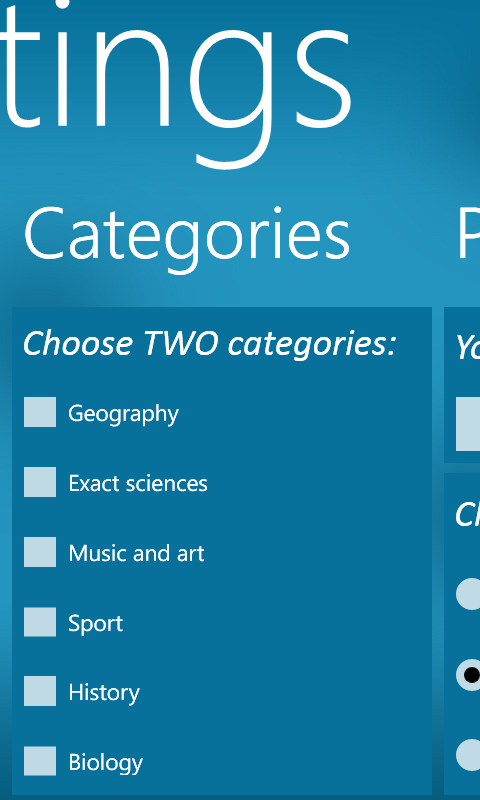 tings
Categories
P
Choose TWO categories:
Yo
Geography
Exact sciences
Ch
Music and art
Sport
History
Biology